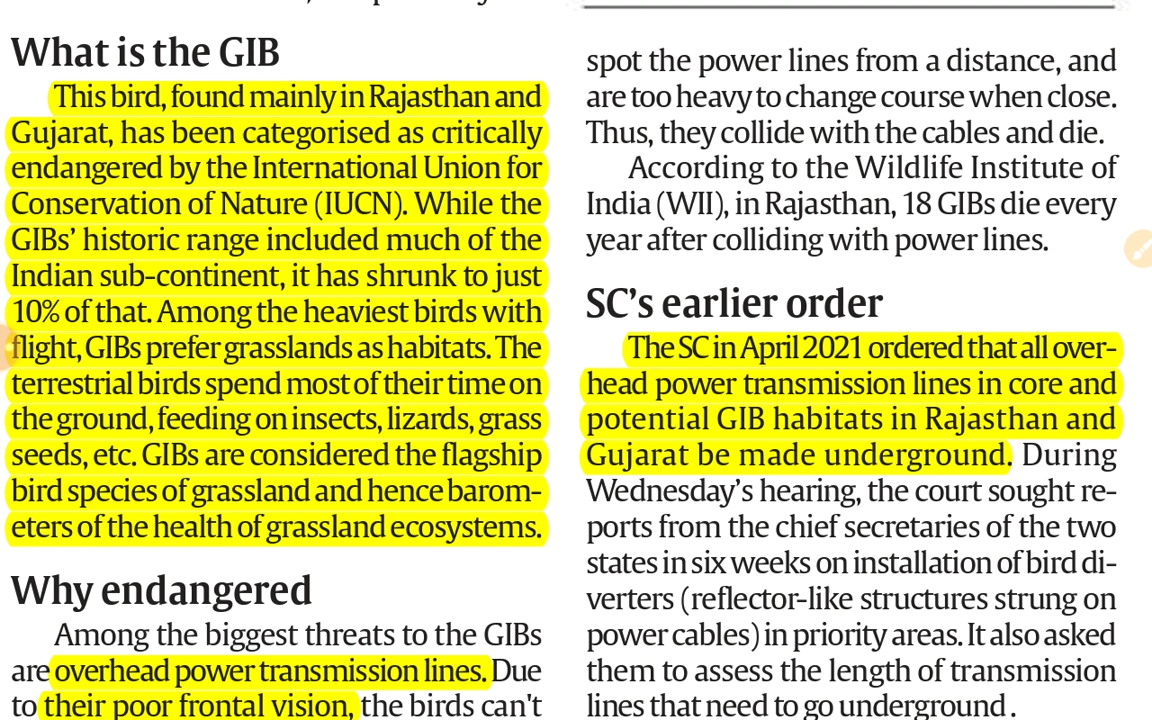 What is the GIB
This bird, found mainly in Rajasthan and
Gujarat, has been categorised as critically
endangered by the International Union for
Conservation of Nature (IUCN). While the
GIBs' historic range included much of the
Indian sub-continent, it has shrunk to just
10% of that. Among the heaviest birds with
flight, GIBs prefer grasslands as habitats. The
terrestrial birds spend most of their time on
the ground, feeding on insects, lizards, grass
seeds, etc. GIBs are considered the flagship
bird species of grassland and hence barom-
eters of the health of grassland ecosystems.
Why endangered
Among the biggest threats to the GIBs
are overhead power transmission lines. Due
to their poor frontal vision, the birds can't
spot the power lines from a distance, and
are too heavy to change course when close.
Thus, they collide with the cables and die.
According to the Wildlife Institute of
India (WII), in Rajasthan, 18 GIBs die every
year after colliding with power lines.
SC's earlier order
The SC in April 2021 ordered that all over-
head power transmission lines in core and
potential GIB habitats in Rajasthan and
Gujarat be made underground. During
Wednesday's hearing, the court sought re-
ports from the chief secretaries of the two
states in six weeks on installation of bird di-
verters (reflector-like structures strung on
power cables) in priority areas. It also asked
them to assess the length of transmission
lines that need to go underground.